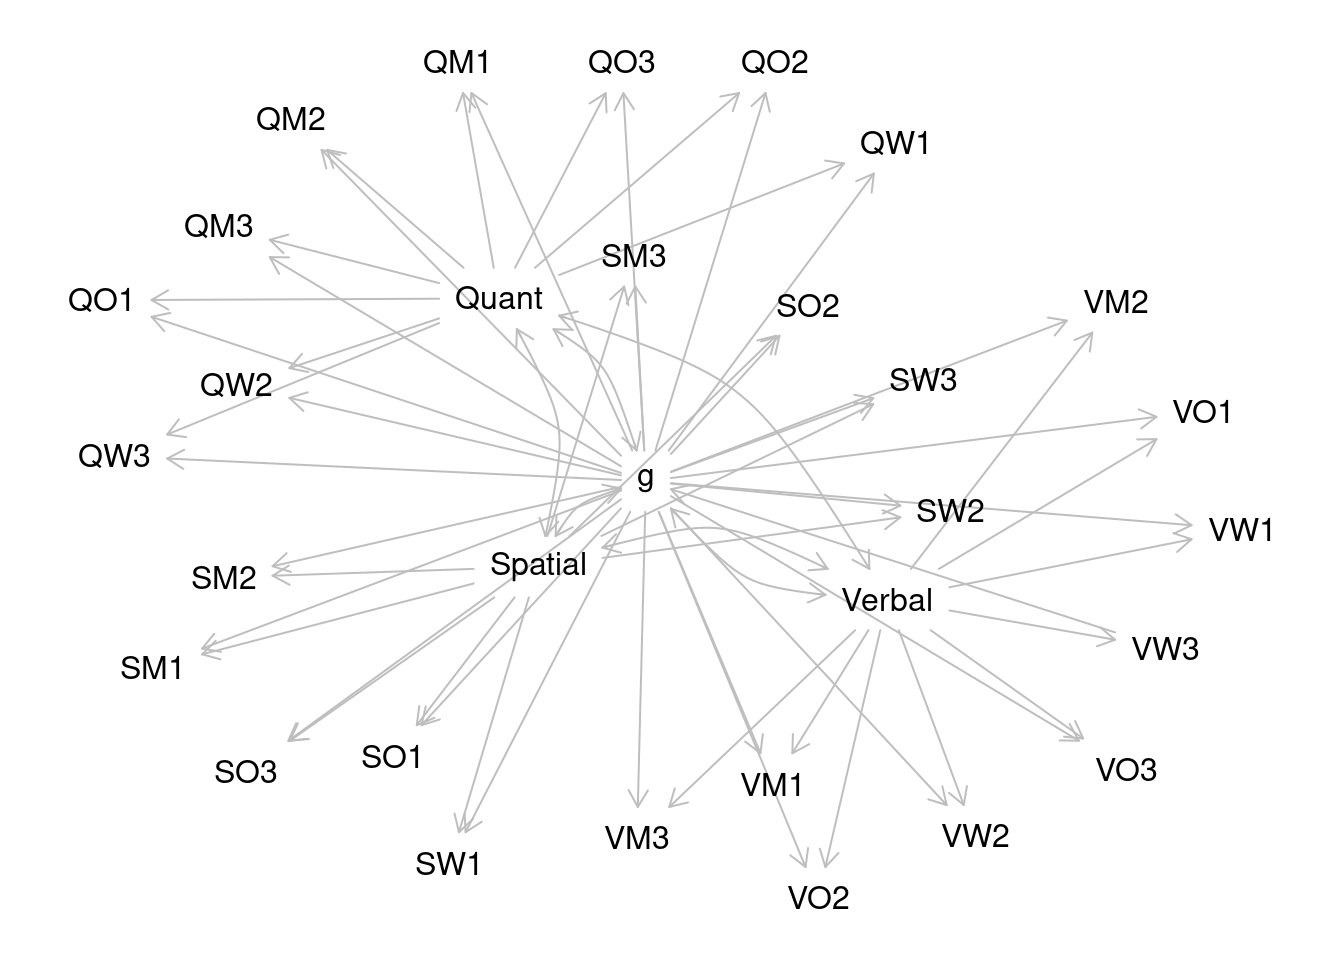 QM1
QO3
QO2
QM2
QW1
QM3
SM3
QO1
Quant
SO2
VM2
QW2
SW3
VO1
QW3
g
SW2
VW1
SM2
Spatial
Verbal
VW3
SM1
SO3
SO1
VM1
VO3
VM3
VW2
SW1
VO2